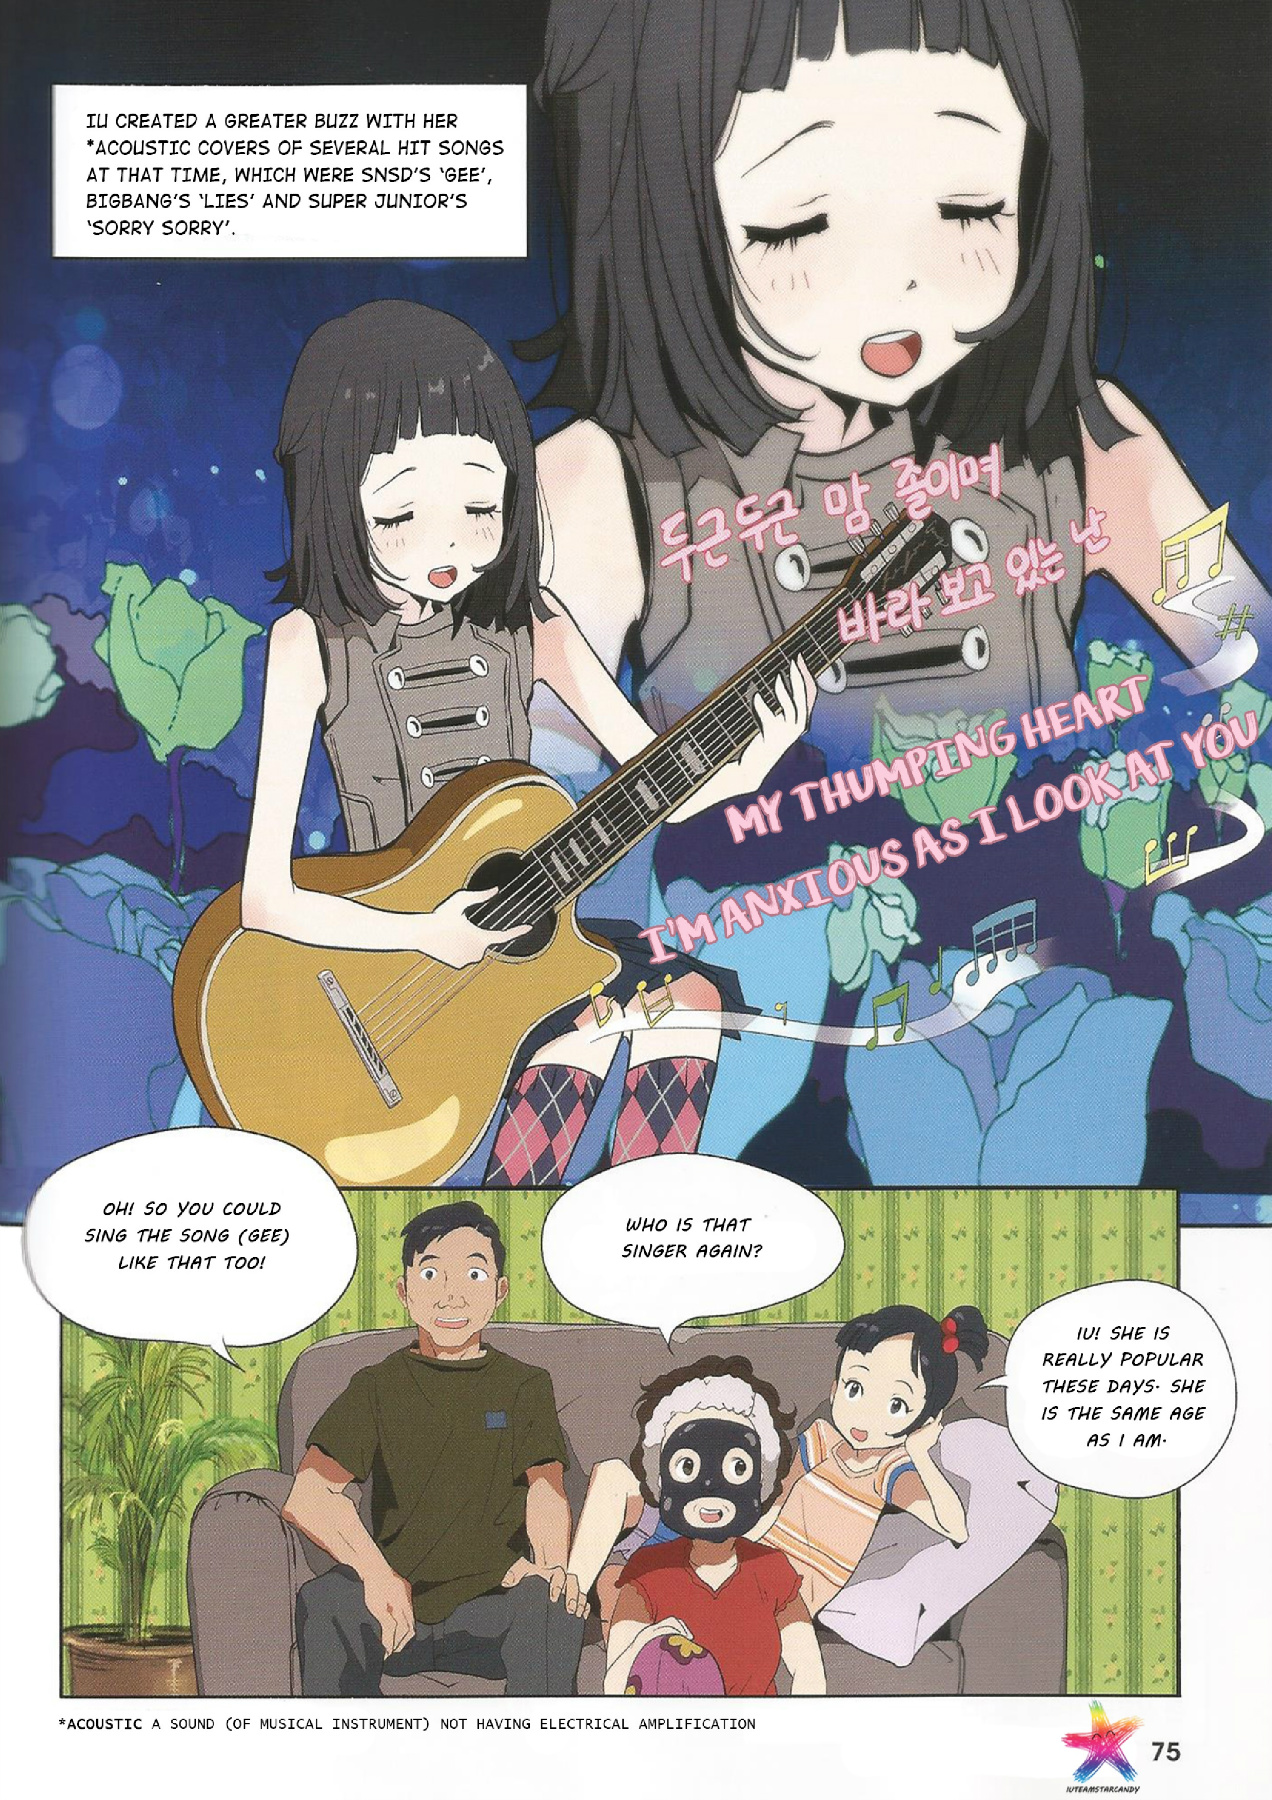 IU CREATED A GREATER BUZZ WITH HER
*ACOUSTIC COVERS OF SEVERAL HIT SONGS
AT THAT TIME, WHICH WERE SNSD'S 'GEE',
BIGBANG'S 'LIES' AND SUPER JUNIOR'S
'SORRY SORRY'.
두근두근 맘 졸이며
바라 보고 있는 난
MY THUMPING HEART
I'M ANXIOUS AS I LOOK AT YOU
OH! SO YOU COULD
SING THE SONG (GEE)
LIKE THAT TOO!
WHO IS THAT
SINGER AGAIN?
IU! SHE IS
REALLY POPULAR
THESE DAYS. SHE
IS THE SAME AGE
AS I AM.
*ACOUSTIC A SOUND (OF MUSICAL INSTRUMENT) NOT HAVING ELECTRICAL AMPLIFICATION
IUTEAMSTARCANDY
75